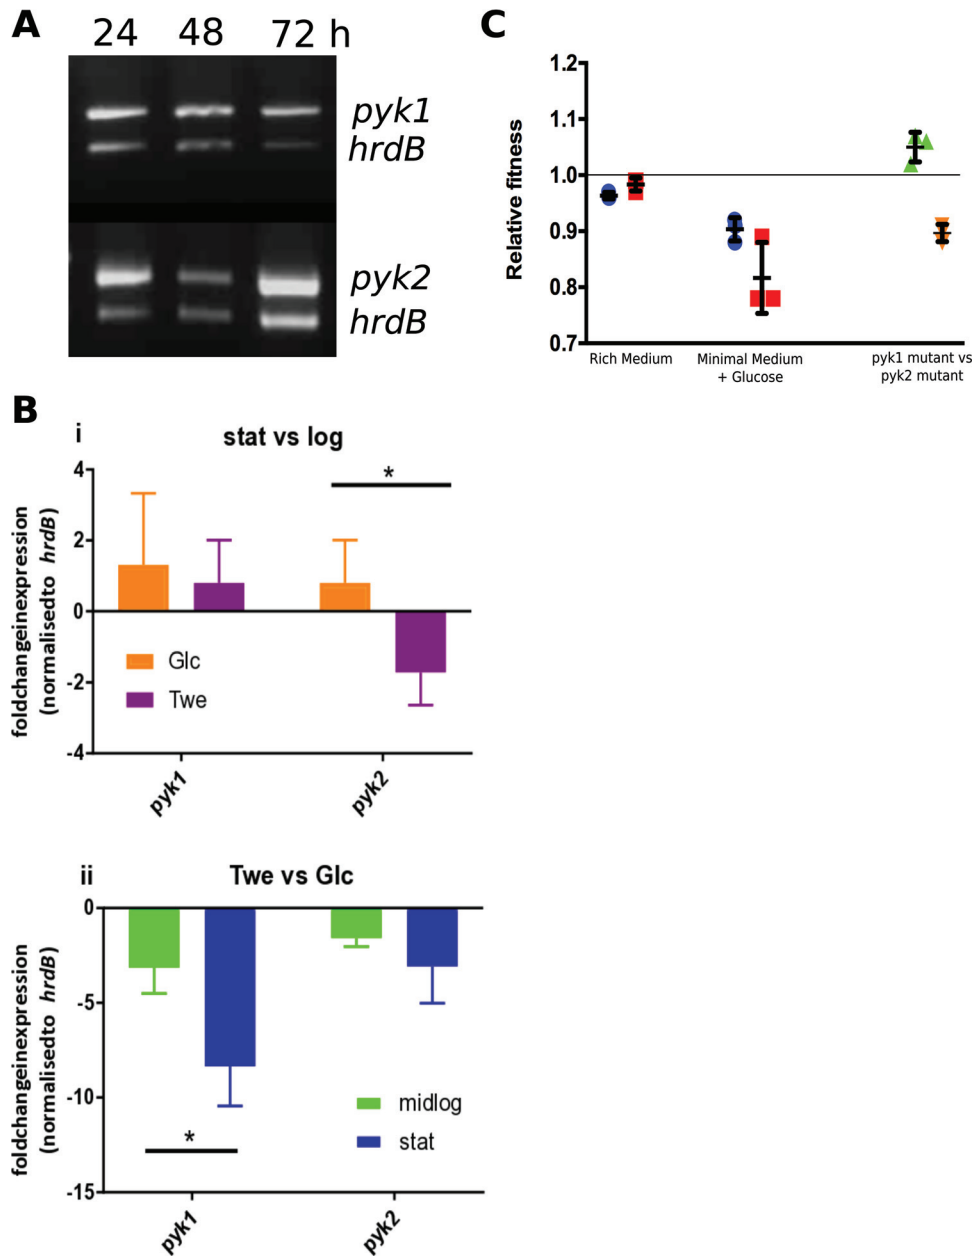 A
24 48 72 h
pyk1
hrdB
pyk2
hrdB
C
Relative fitness
1.2
1.1
1.0
0.9
0.8
0.7
Rich Medium
Minimal Medium
+ Glucose
pyk1 mutant vs
pyk2 mutant
B
i
stat vs log
foldchangeinexpression
(normalisedto hrdB)
4
2
0
-2
-4
*
Glc
Twe
pyk1
pyk2
ii
Twe vs Glc
foldchangeinexpression
(normalisedto hrdB)
0
-5
-10
-15
midlog
stat
*
pyk1
pyk2